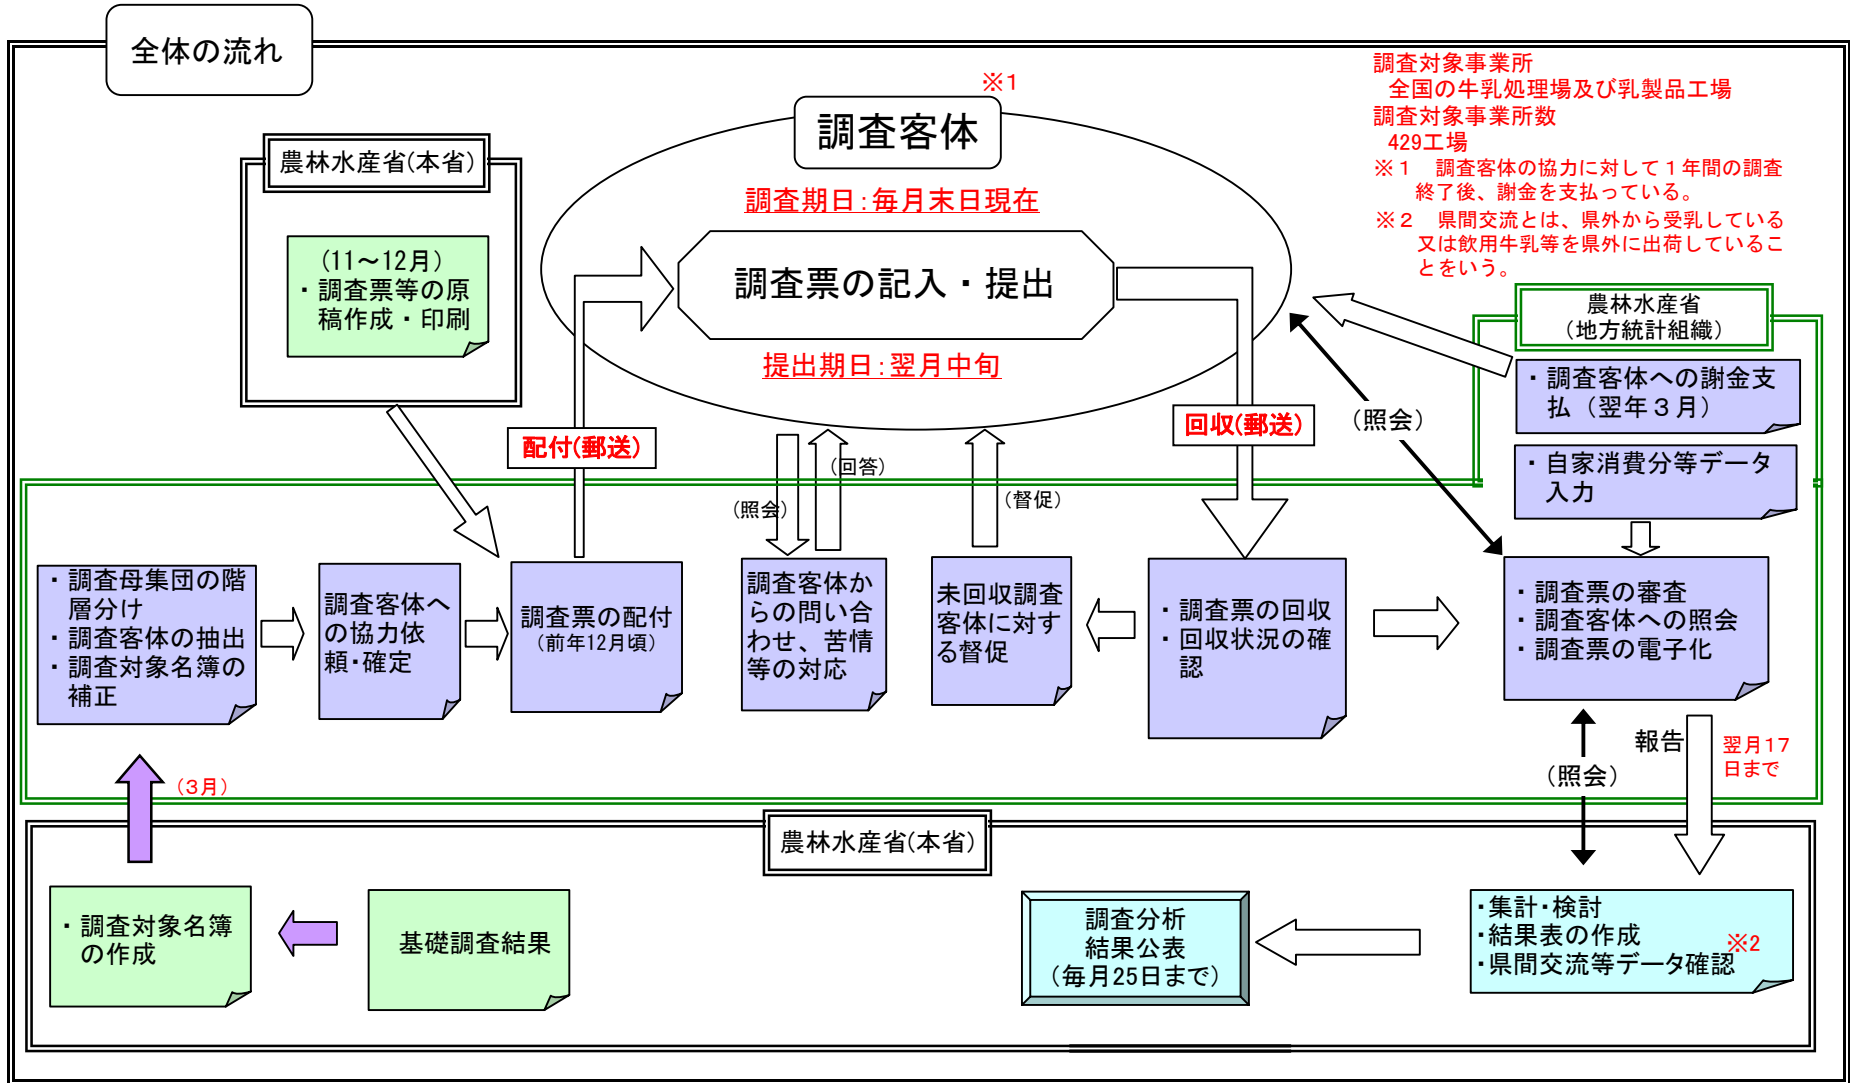 全体の流れ
※1
調査客体
調査対象事業所
全国の牛乳処理場及び乳製品工場
調査対象事業所数
429工場
※１　調査客体の協力に対して１年間の調査
終了後、謝金を支払っている。
※２　県間交流とは、県外から受乳している
又は飲用牛乳等を県外に出荷しているこ
とをいう。
農林水産省(本省)
(11～12月)
・調査票等の原
稿作成・印刷
調査期日：毎月末日現在
調査票の記入・提出
提出期日：翌月中旬
農林水産省
(地方統計組織)
・調査客体への謝金支
払（翌年３月）
・自家消費分等データ
入力
配付(郵送)
回収(郵送)
(照会)
(回答)
(照会)
(督促)
・調査母集団の階
層分け
・調査客体の抽出
・調査対象名簿の
補正
調査客体へ
の協力依
頼・確定
調査票の配付
(前年12月頃)
調査客体か
らの問い合
わせ、苦情
等の対応
未回収調査
客体に対す
る督促
・調査票の回収
・回収状況の確
認
・調査票の審査
・調査客体への照会
・調査票の電子化
(3月)
(照会)
報告
翌月17
日まで
農林水産省(本省)
・調査対象名簿
の作成
基礎調査結果
調査分析
結果公表
(毎月25日まで)
・集計・検討
・結果表の作成
・県間交流等データ確認※2